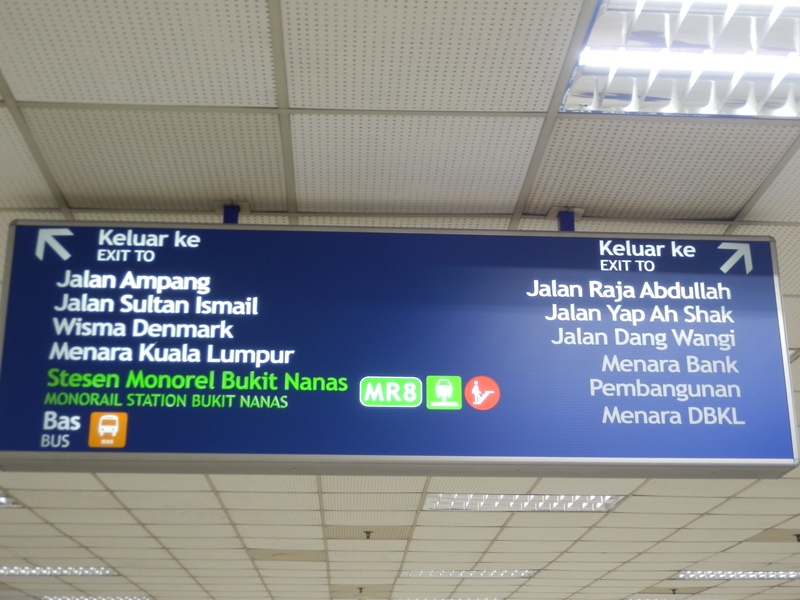 Keluar ke
EXIT TO
Jalan Ampang
Jalan Sultan Ismail
Wisma Denmark
Menara Kuala Lumpur
Stesen Monorel Bukit Nanas
MONORAIL STATION BUKIT NANAS
MR8
Bas
BUS
BAS
Keluar ke
EXIT TO
Jalan Raja Abdullah
Jalan Yap Ah Shak
Jalan Dang Wangi
Menara Bank
Pembangunan
Menara DBKL